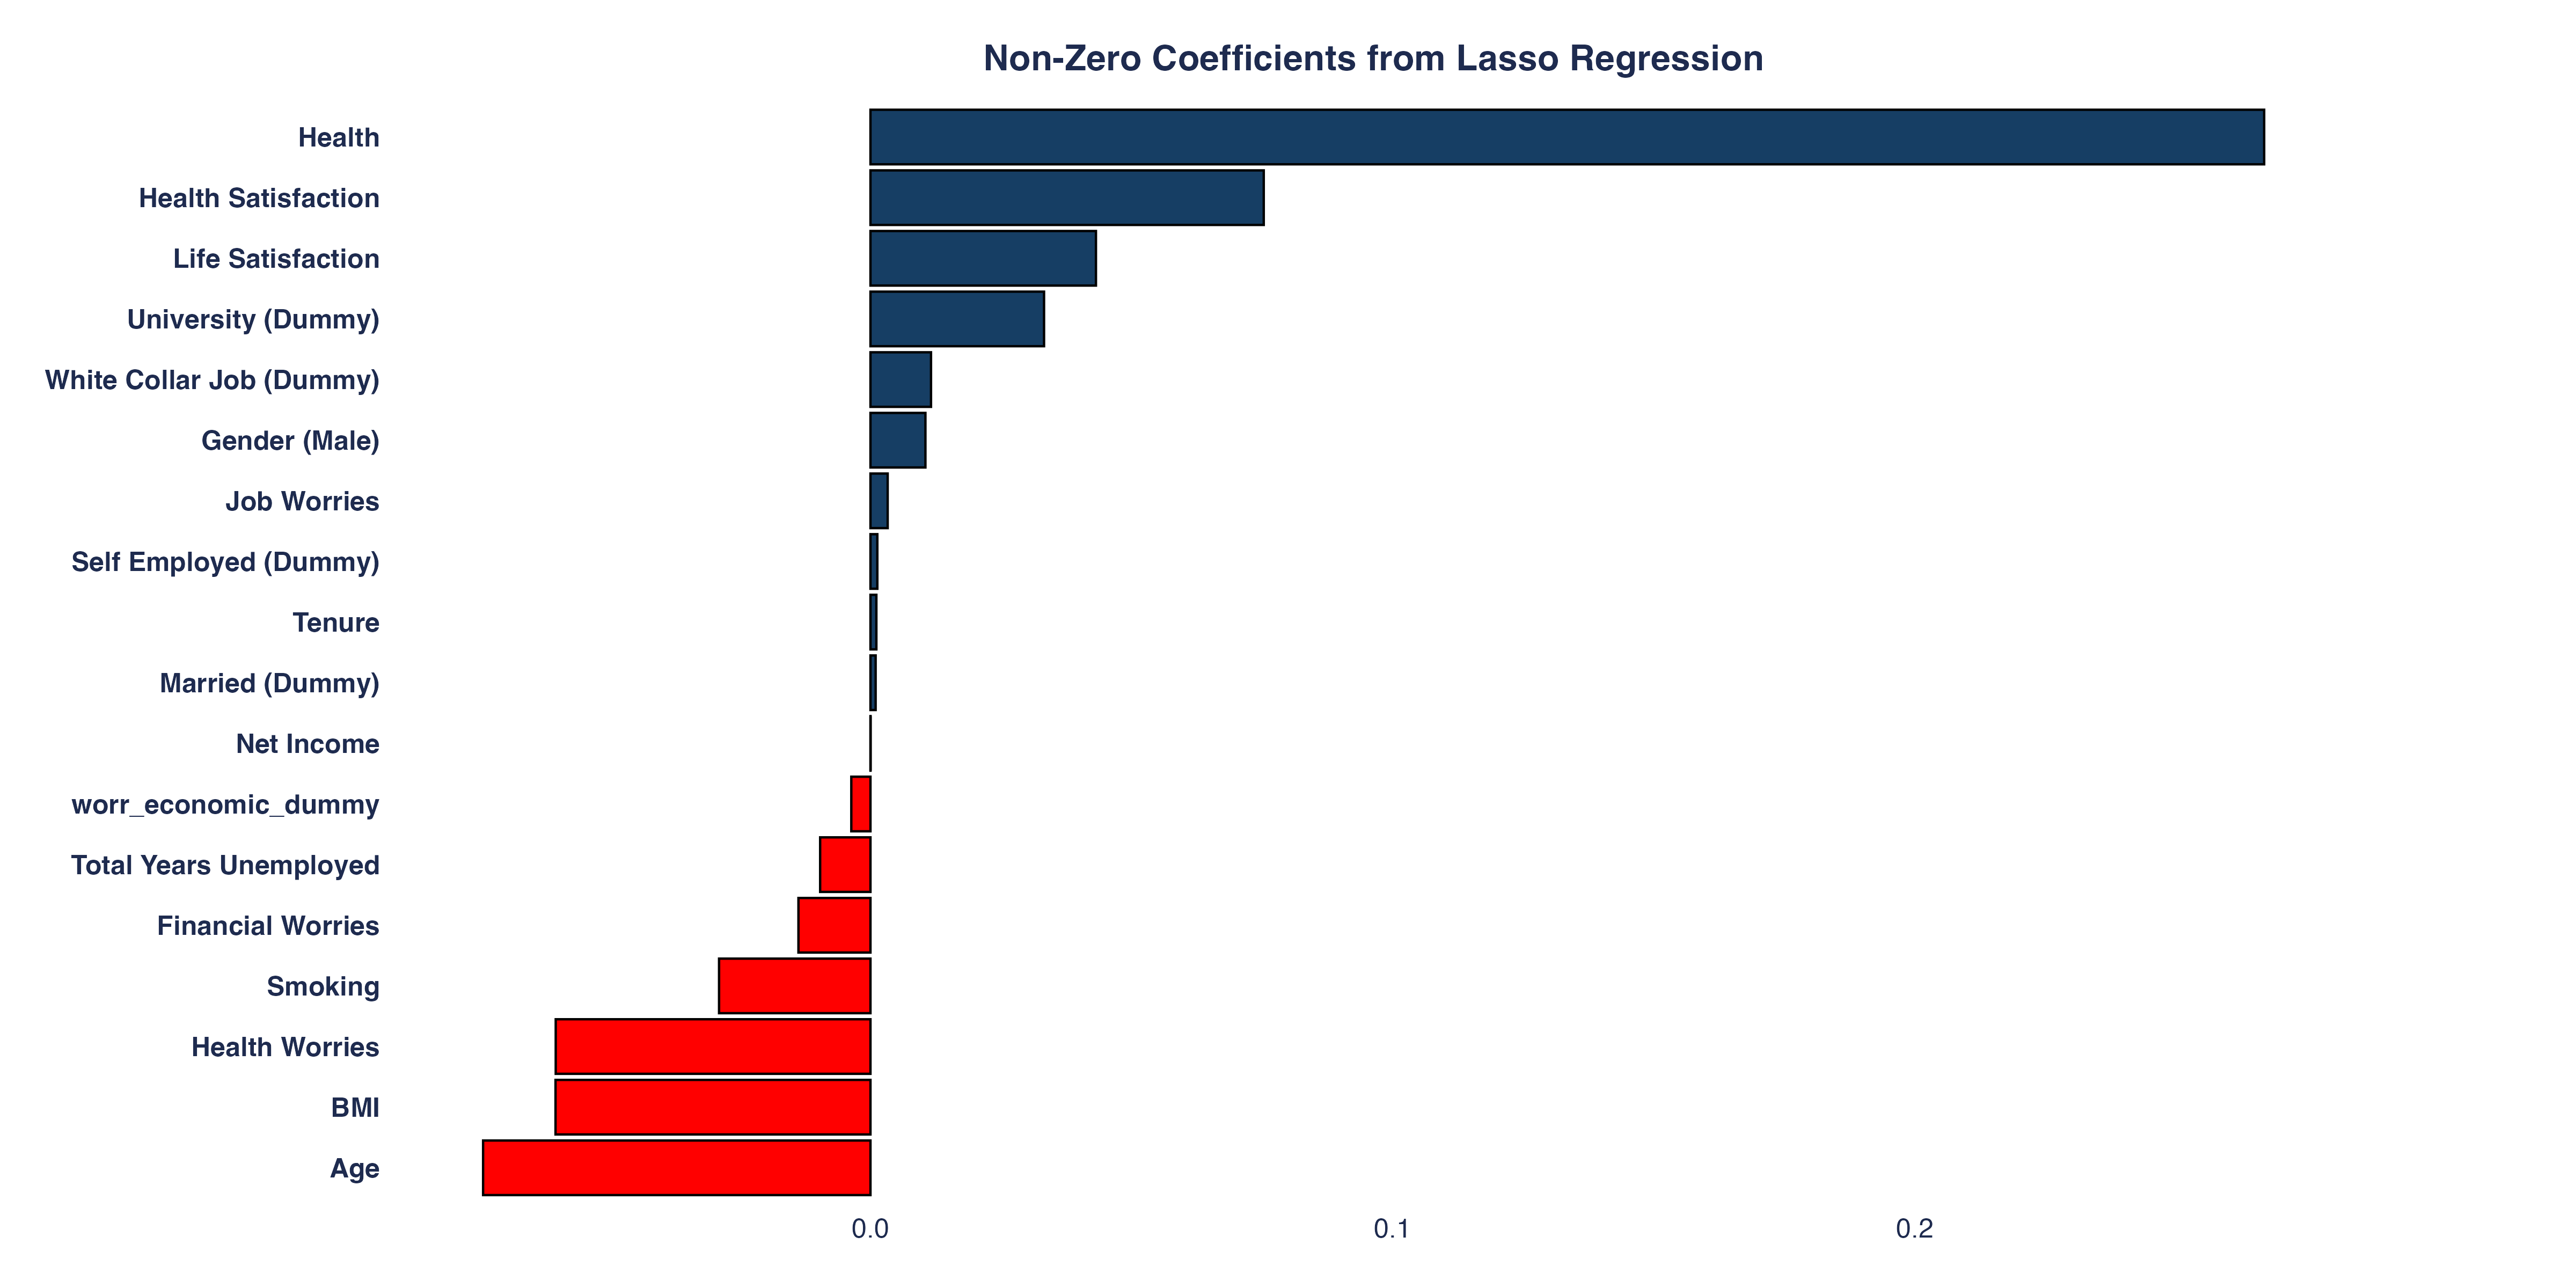 Non-Zero Coefficients from Lasso Regression
Health
Health Satisfaction
Life Satisfaction
University (Dummy)
White Collar Job (Dummy)
Gender (Male)
Job Worries
Self Employed (Dummy)
Tenure
Married (Dummy)
Net Income
worr_economic_dummy
Total Years Unemployed
Financial Worries
Smoking
Health Worries
BMI
Age
0.0 0.1 0.2